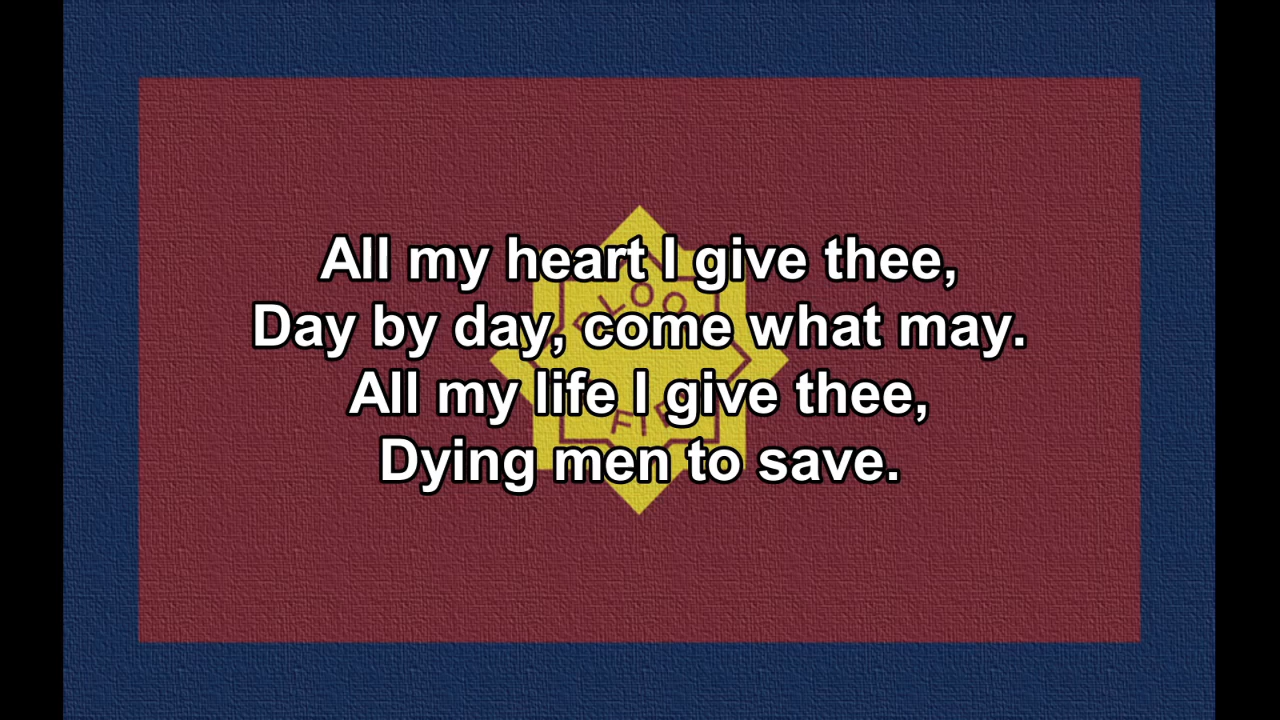 All my heart I give thee,
Day by day, come what may.
All my life I give thee,
Dying men to save.